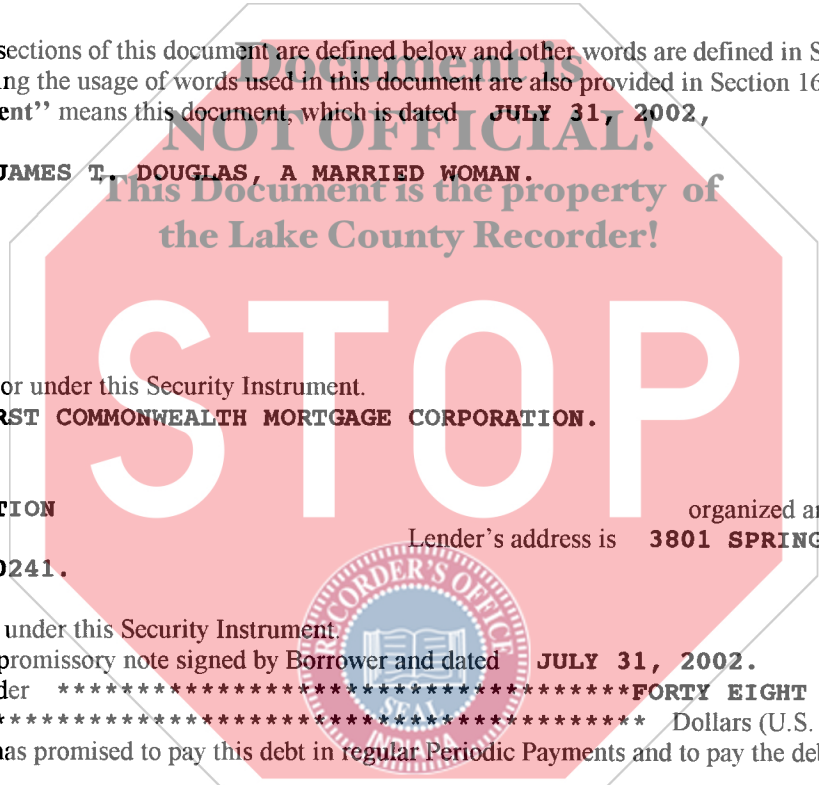 sections of this document are defined below and other words are defined in S
Document is
ng the usage of words used in this document are also provided in Section 16
ent” means this document, which is dated JULY 31, 2002,
NOT OFFICIAL!
JAMES T. DOUGLAS, A MARRIED WOMAN.
This Document is the property of
the Lake County Recorder!
STOP
or under this Security Instrument.
RST COMMONWEALTH MORTGAGE CORPORATION.
TION organized an
Lender’s address is 3801 SPRING
0241.
RECORDER'S OFFICE
under this Security Instrument.
promissory note signed by Borrower and dated JULY 31, 2002.
der ************************************FORTY EIGHT
***************************************** Dollars (U.S.
SEAL
INDIANA
has promised to pay this debt in regular Periodic Payments and to pay the deb